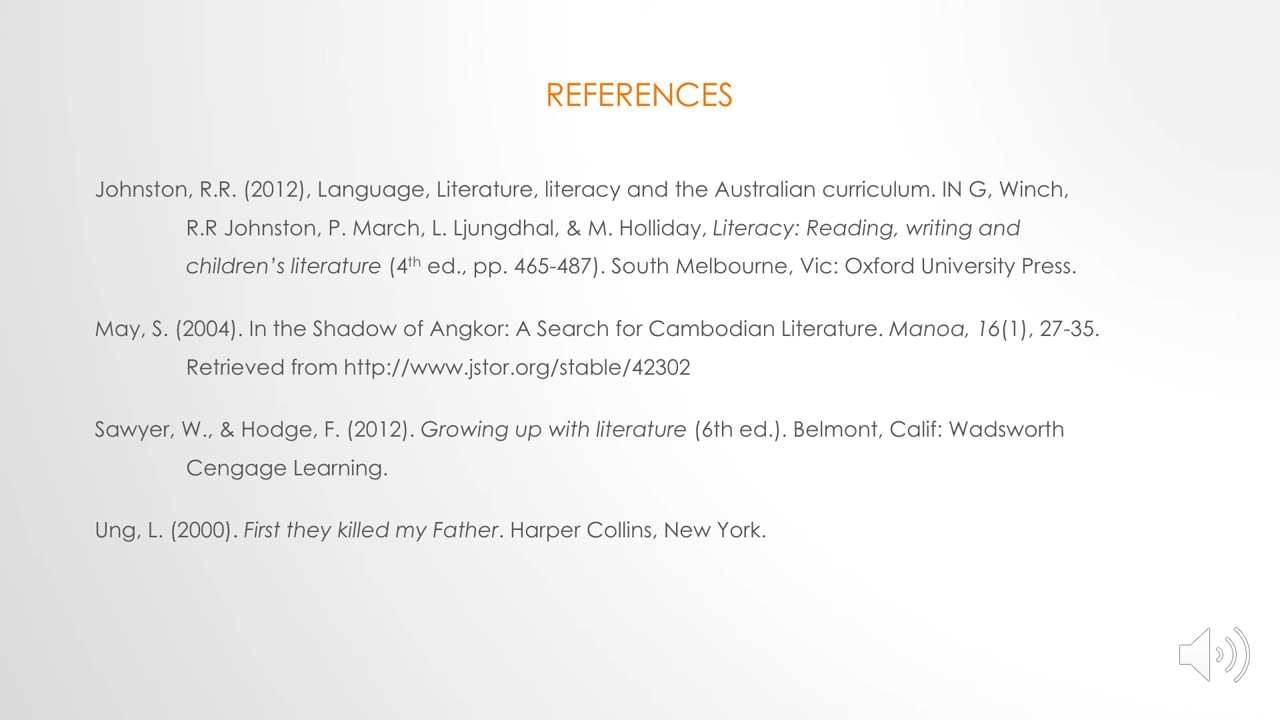 REFERENCES
Johnston, R.R. (2012), Language, Literature, literacy and the Australian curriculum. IN G, Winch,
R.R Johnston, P. March, L. Ljungdhal, & M. Holliday, Literacy: Reading, writing and
children’s literature (4th ed., pp. 465-487). South Melbourne, Vic: Oxford University Press.
May, S. (2004). In the Shadow of Angkor: A Search for Cambodian Literature. Manoa, 16(1), 27-35.
Retrieved from http://www.jstor.org/stable/42302
Sawyer, W., & Hodge, F. (2012). Growing up with literature (6th ed.). Belmont, Calif: Wadsworth
Cengage Learning.
Ung, L. (2000). First they killed my Father. Harper Collins, New York.